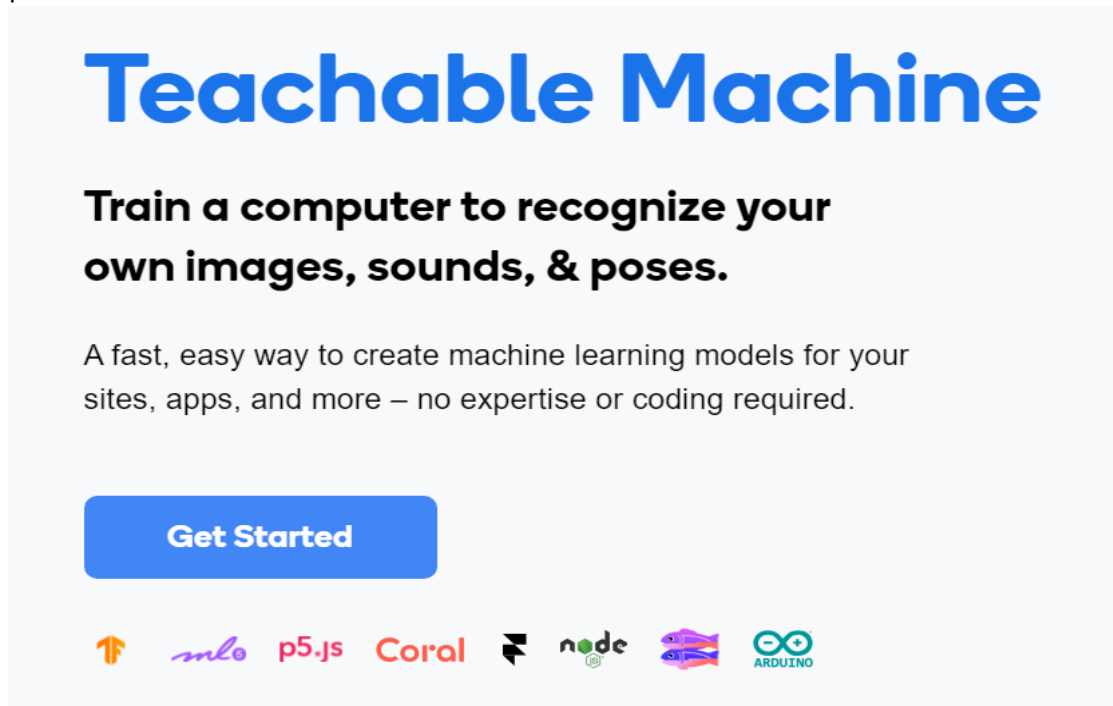 Teachable Machine
Train a computer to recognize your
own images, sounds, & poses.
A fast, easy way to create machine learning models for your
sites, apps, and more – no expertise or coding required.
Get Started
ml5 p5.js Coral node JS ARDUINO